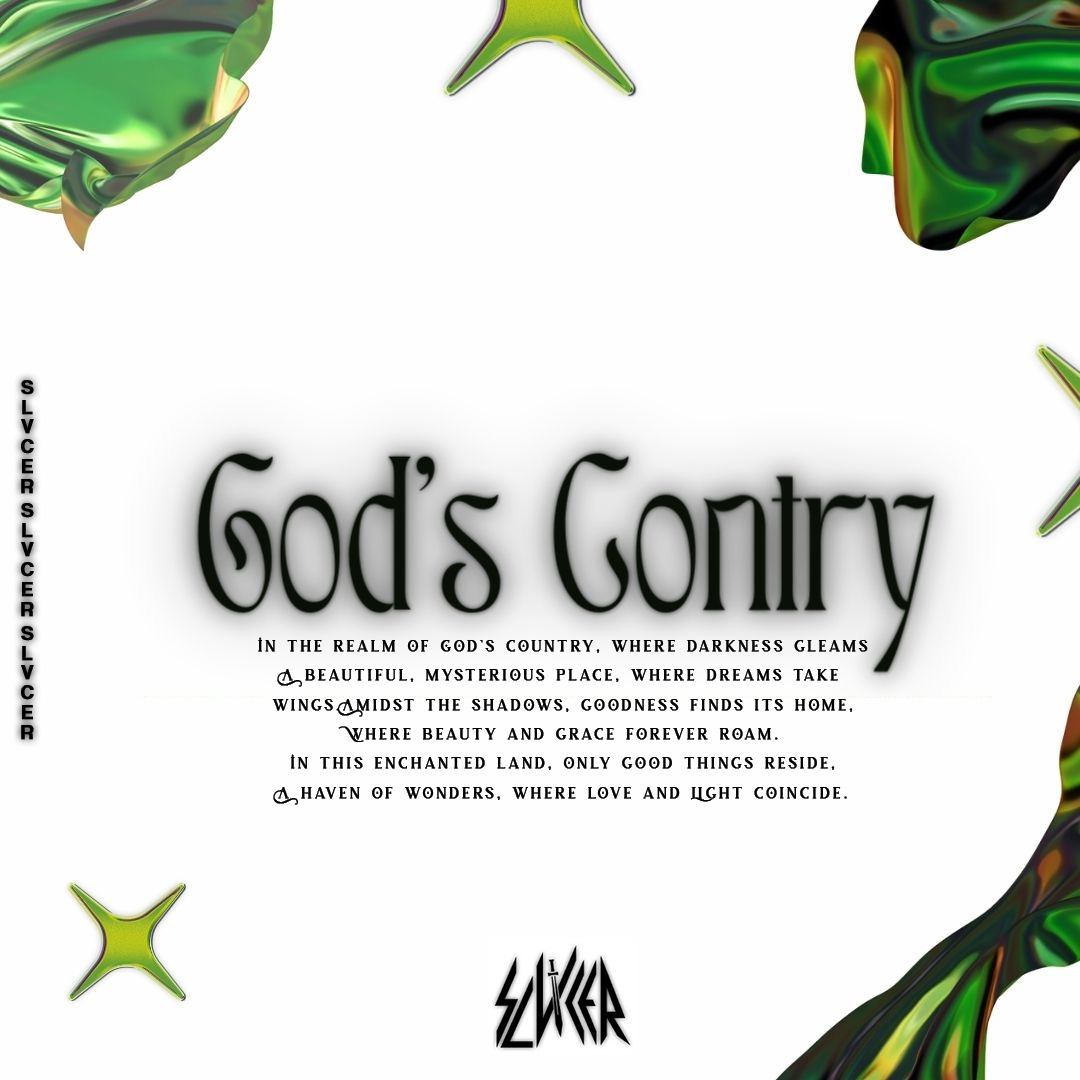 God's Contry
In the realm of God's Country, where darkness gleams
A beautiful, mysterious place, where dreams take
wings Amidst the shadows, goodness finds its home,
Where beauty and grace forever roam.
In this enchanted land, only good things reside,
A haven of wonders, where love and light coincide.
SLVCER SLVCER SLVCER
SLVCER